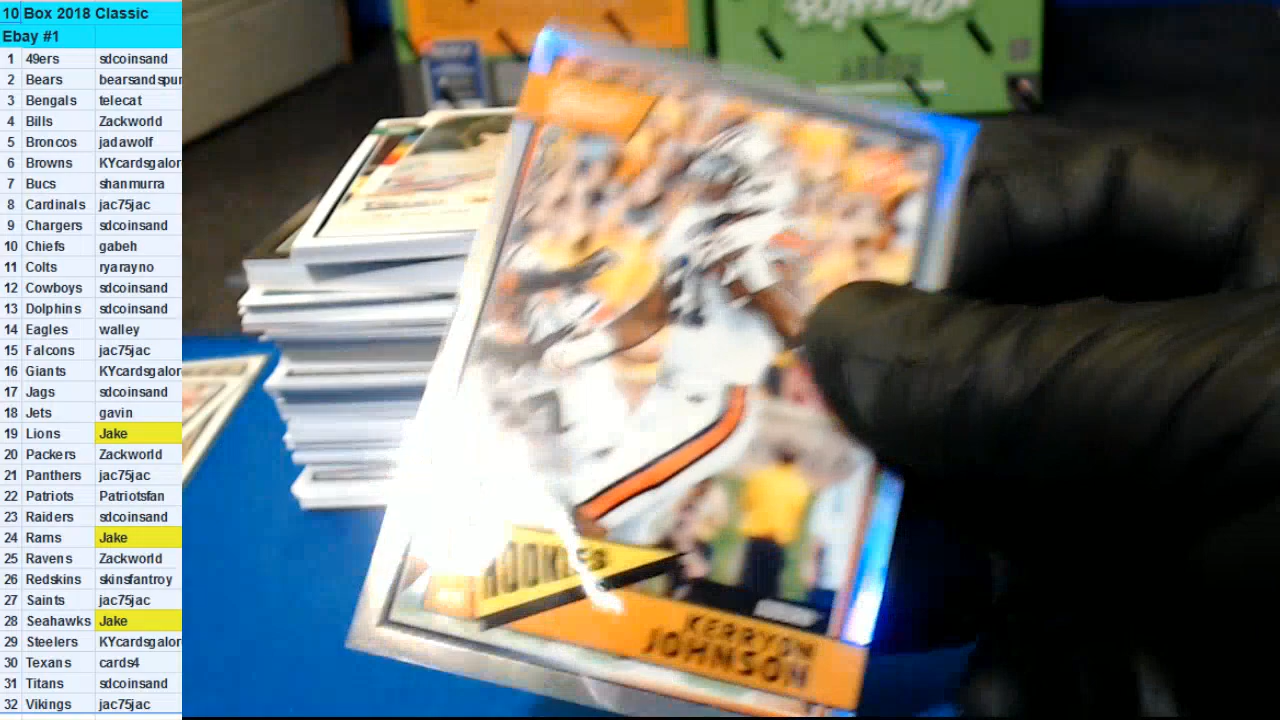 10 Box 2018 Classic
Ebay #1
1 49ers sdcoinsand
2 Bears bearsandspur
3 Bengals telecat
4 Bills Zackworld
5 Broncos jadawolf
6 Browns KYcardsgalor
7 Bucs shanmurra
8 Cardinals jac75jac
9 Chargers sdcoinsand
10 Chiefs gabeh
11 Colts ryarayno
12 Cowboys sdcoinsand
13 Dolphins sdcoinsand
14 Eagles walley
15 Falcons jac75jac
16 Giants KYcardsgalor
17 Jags sdcoinsand
18 Jets gavin
19 Lions Jake
20 Packers Zackworld
21 Panthers jac75jac
22 Patriots Patriotsfan
23 Raiders sdcoinsand
24 Rams Jake
25 Ravens Zackworld
26 Redskins skinsfantroy
27 Saints jac75jac
28 Seahawks Jake
29 Steelers KYcardsgalor
30 Texans cards4
31 Titans sdcoinsand
32 Vikings jac75jac
ROOKIES
KERRYON
JOHNSON